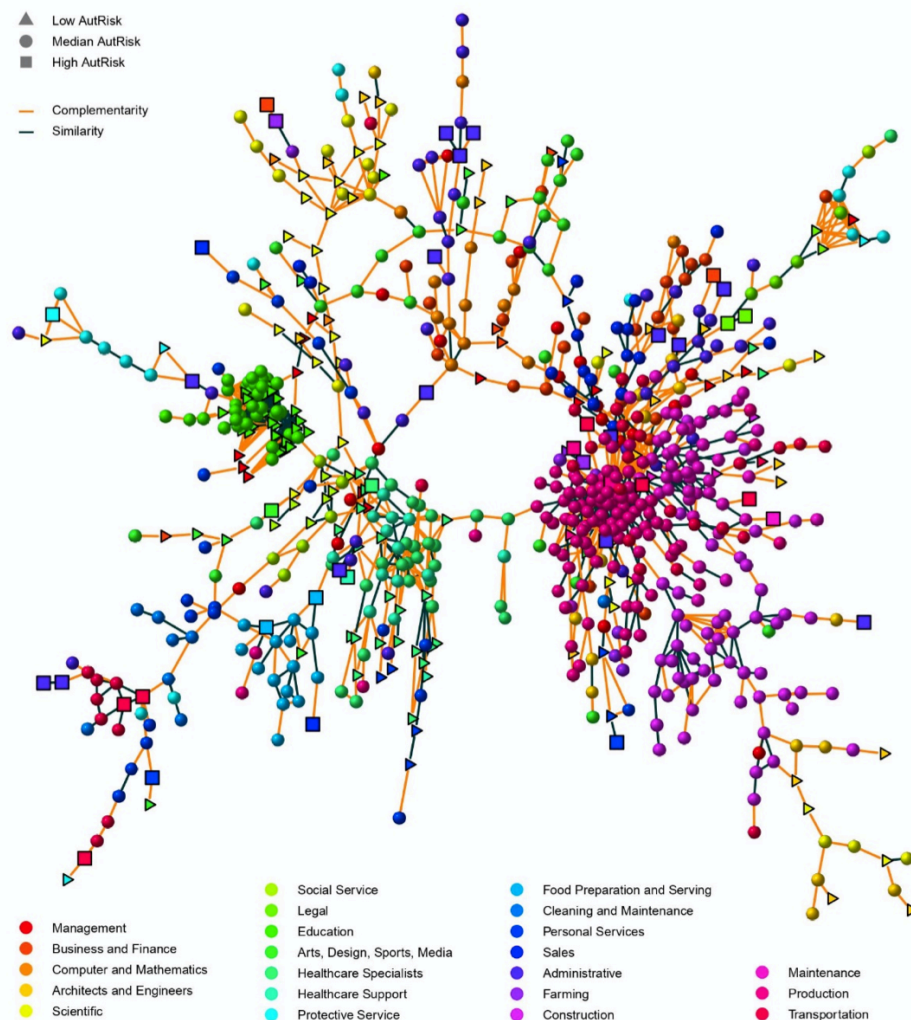 Low AutRisk
Median AutRisk
High AutRisk
Complementarity
Similarity
Management
Business and Finance
Computer and Mathematics
Architects and Engineers
Scientific
Social Service
Legal
Education
Arts, Design, Sports, Media
Healthcare Specialists
Healthcare Support
Protective Service
Food Preparation and Serving
Cleaning and Maintenance
Personal Services
Sales
Administrative
Farming
Construction
Maintenance
Production
Transportation